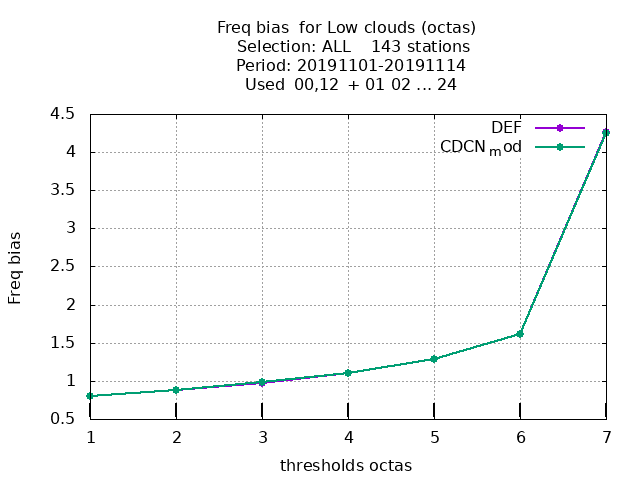 Freq bias  for Low clouds (octas)
Selection: ALL    143 stations
Period: 20191101-20191114
Used  00,12  + 01 02 ... 24
4.5
4
3.5
3
2.5
2
1.5
1
0.5
Freq bias
DEF
CDCNmod
1 2 3 4 5 6 7
thresholds octas